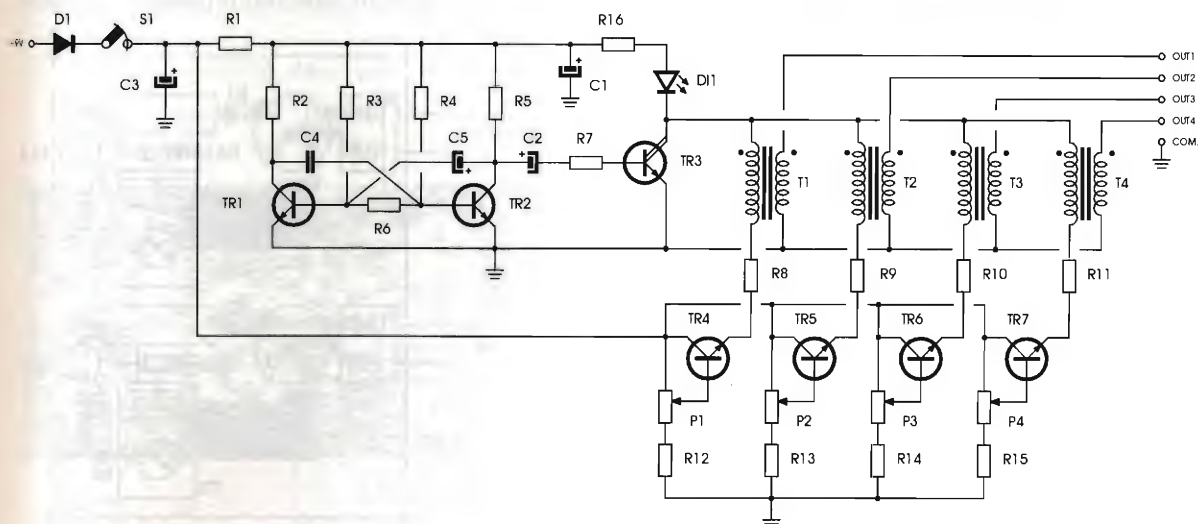 D1
S1
R1
R16
-9V
C3
R2
R3
R4
R5
C1
DI1
OUT1
OUT2
OUT3
OUT4
COM.
C4
C5
C2
R7
TR3
TR1
R6
TR2
T1
T2
T3
T4
R8
R9
R10
R11
TR4
TR5
TR6
TR7
P1
P2
P3
P4
R12
R13
R14
R15
+
+
+
+